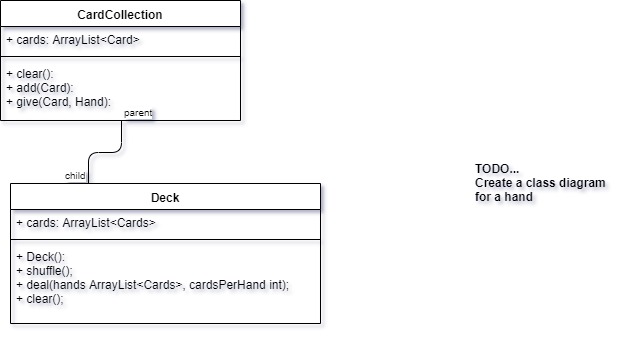 CardCollection
+ cards: ArrayList<Card>
+ clear():
+ add(Card):
+ give(Card, Hand):
parent
child
Deck
+ cards: ArrayList<Cards>
+ Deck():
+ shuffle();
+ deal(hands ArrayList<Cards>, cardsPerHand int);
+ clear();
TODO...
Create a class diagram
for a hand